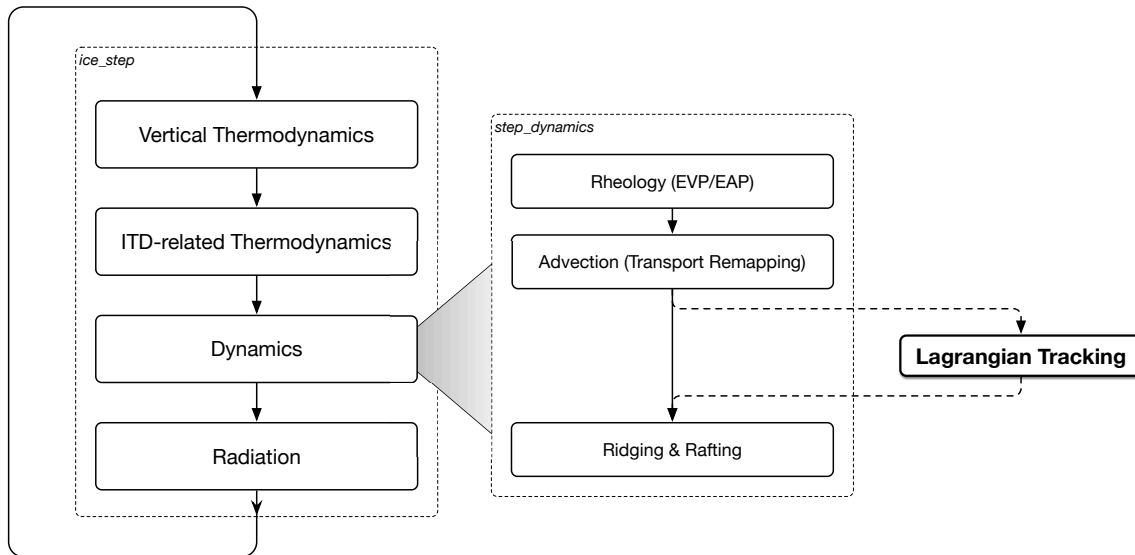 ice_step
Vertical Thermodynamics
ITD-related Thermodynamics
Dynamics
Radiation
step_dynamics
Rheology (EVP/EAP)
Advection (Transport Remapping)
Ridging & Rafting
Lagrangian Tracking